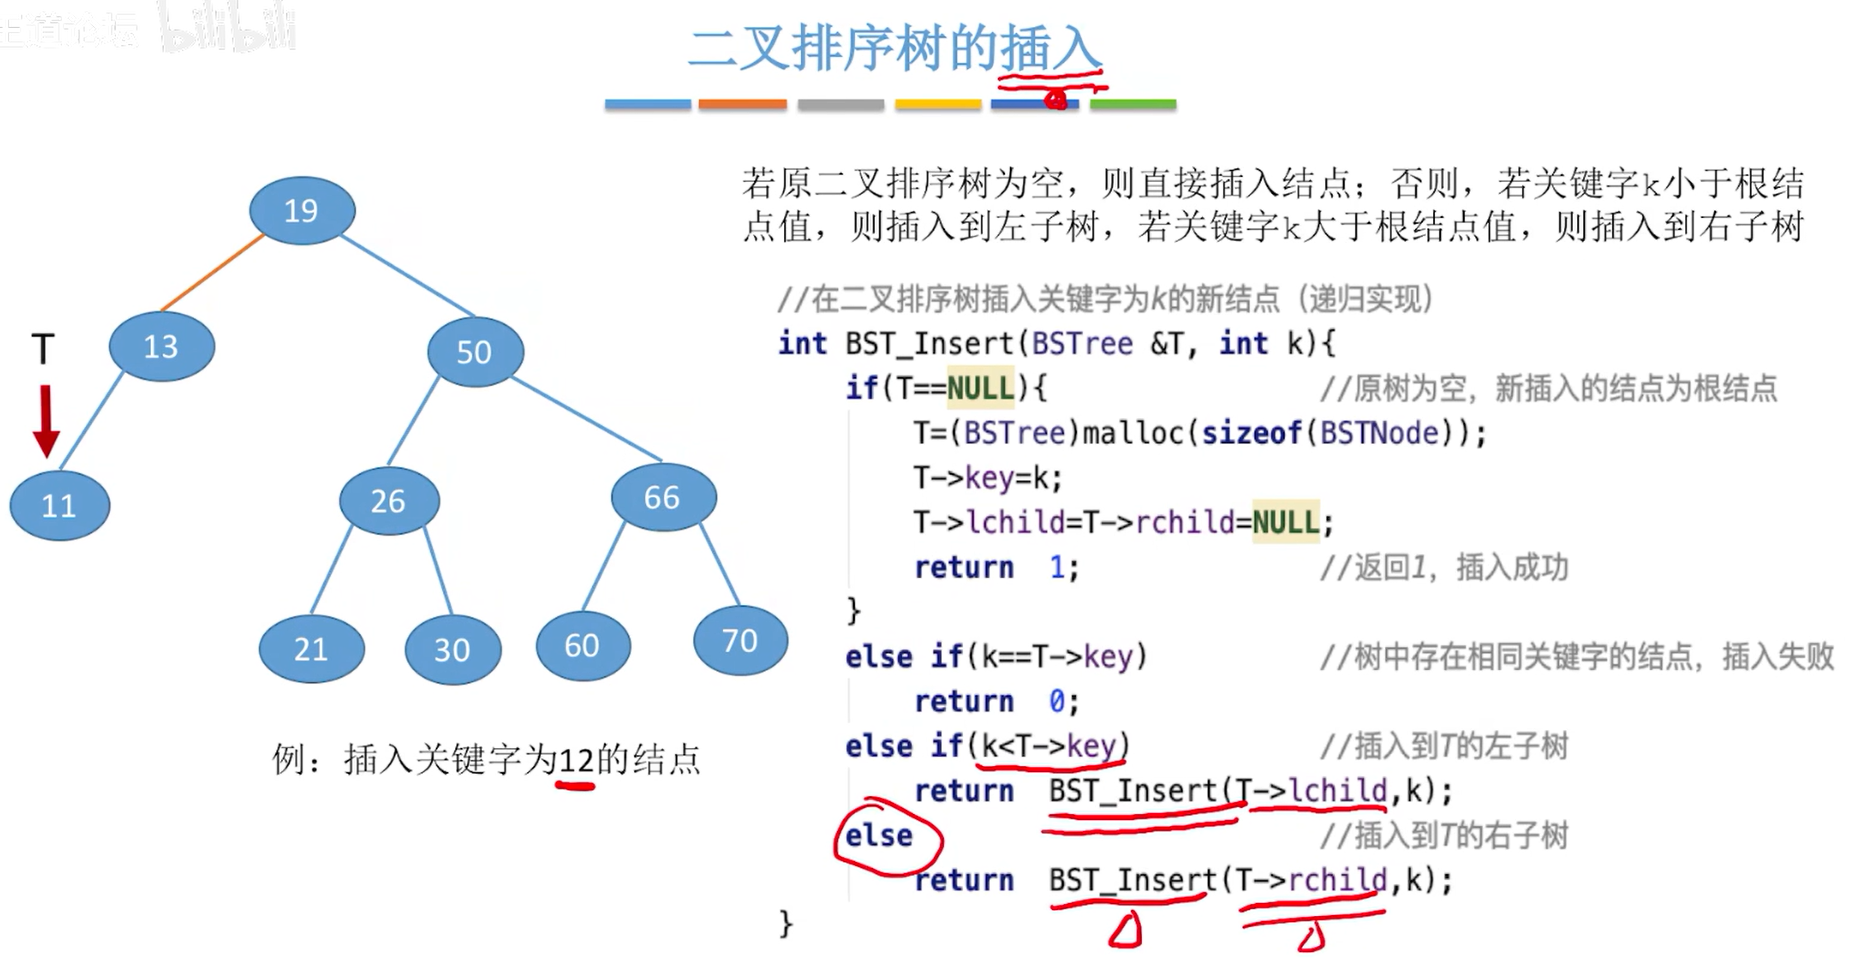 王道论坛 bilibili
二叉排序树的插入
若原二叉排序树为空，则直接插入结点；否则，若关键字k小于根结
点值，则插入到左子树，若关键字k大于根结点值，则插入到右子树
19
13
50
T
11
26
66
21
30
60
70
例：插入关键字为12的结点
//在二叉排序树插入关键字为k的新结点（递归实现）
int BST_Insert(BSTree &T, int k){
if(T==NULL){ //原树为空，新插入的结点为根结点
T=(BSTree)malloc(sizeof(BSTNode));
T->key=k;
T->lchild=T->rchild=NULL;
return 1; //返回1，插入成功
}
else if(k==T->key) //树中存在相同关键字的结点，插入失败
return 0;
else if(k<T->key) //插入到T的左子树
return BST_Insert(T->lchild,k);
else //插入到T的右子树
return BST_Insert(T->rchild,k);
}